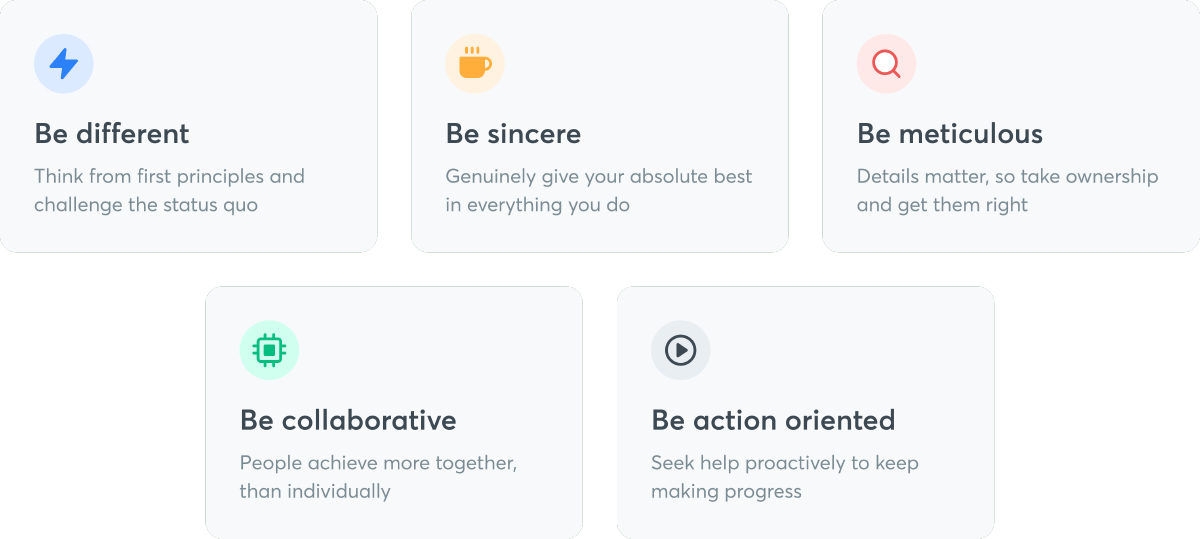 Be different
Think from first principles and
challenge the status quo
Be sincere
Genuinely give your absolute best
in everything you do
Be meticulous
Details matter, so take ownership
and get them right
Be collaborative
People achieve more together,
than individually
Be action oriented
Seek help proactively to keep
making progress